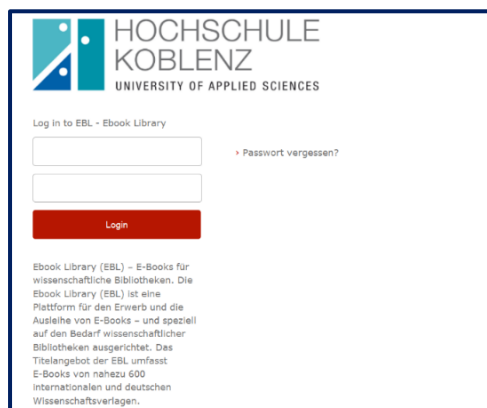 HOCHSCHULE
KOBLENZ
UNIVERSITY OF APPLIED SCIENCES
Log in to EBL - Ebook Library
› Passwort vergessen?
Login
Ebook Library (EBL) – E-Books für
wissenschaftliche Bibliotheken. Die
Ebook Library (EBL) ist eine
Plattform für den Erwerb und die
Ausleihe von E-Books – und speziell
auf den Bedarf wissenschaftlicher
Bibliotheken ausgerichtet. Das
Titelangebot der EBL umfasst
E-Books von nahezu 600
internationalen und deutschen
Wissenschaftsverlagen.